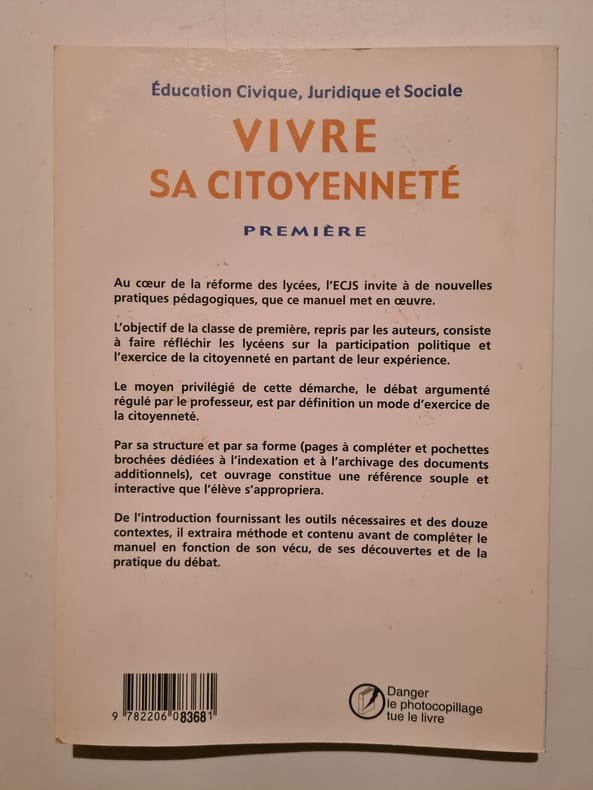 Éducation Civique, Juridique et Sociale
VIVRE
SA CITOYENNETÉ
PREMIÈRE
Au cœur de la réforme des lycées, l'ECJS invite à de nouvelles
pratiques pédagogiques, que ce manuel met en œuvre.
L'objectif de la classe de première, repris par les auteurs, consiste
à faire réfléchir les lycéens sur la participation politique et
l'exercice de la citoyenneté en partant de leur expérience.
Le moyen privilégié de cette démarche, le débat argumenté
régulé par le professeur, est par définition un mode d'exercice de
la citoyenneté.
Par sa structure et par sa forme (pages à compléter et pochettes
brochées dédiées à l'indexation et à l'archivage des documents
additionnels), cet ouvrage constitue une référence souple et
interactive que l'élève s'appropriera.
De l'introduction fournissant les outils nécessaires et des douze
contextes, il extraira méthode et contenu avant de compléter le
manuel en fonction de son vécu, de ses découvertes et de la
pratique du débat.
9 782206 083681
Danger
le photocopillage
tue le livre